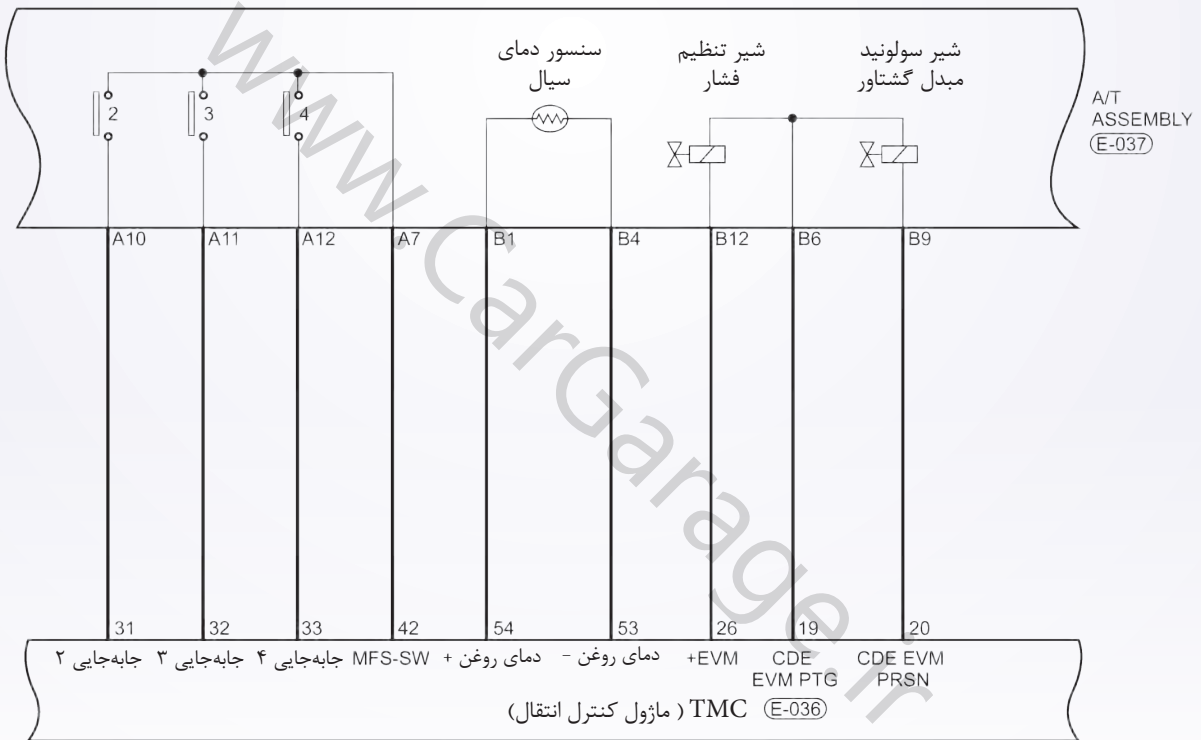 www.CarGarage.ir
سنسور دمای
سیال
شیر تنظیم
فشار
شیر سولونید
مبدل گشتاور
A/T
ASSEMBLY
E-037
2
3
4
A10 A11 A12 A7 B1 B4 B12 B6 B9
31 32 33 42 54 53 26 19 20
جابه‌جایی ۲
جابه‌جایی ۳
جابه‌جایی ۴
MFS-SW
دمای روغن +
دمای روغن −
+EVM
CDE
EVM PTG
CDE EVM
PRSN
TMC ( ماژول کنترل انتقال) E-036